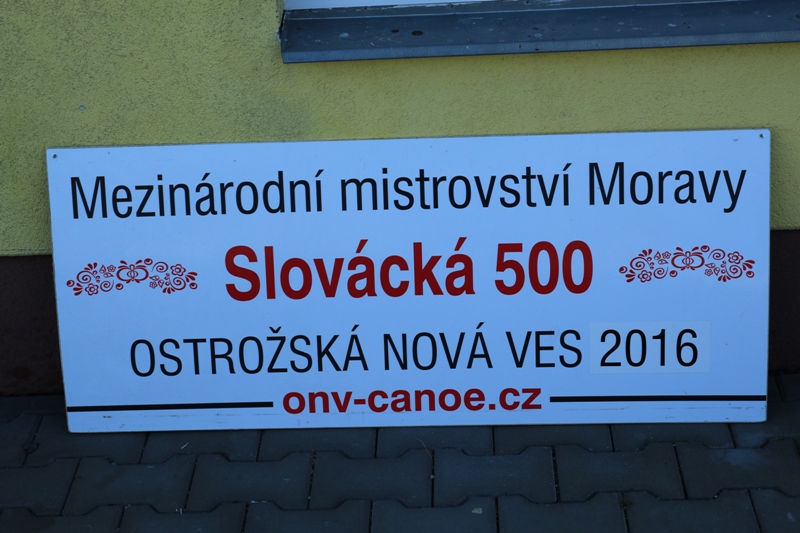 Mezinárodní mistrovství Moravy
Slovácká 500
OSTROŽSKÁ NOVÁ VES 2016
onv-canoe.cz